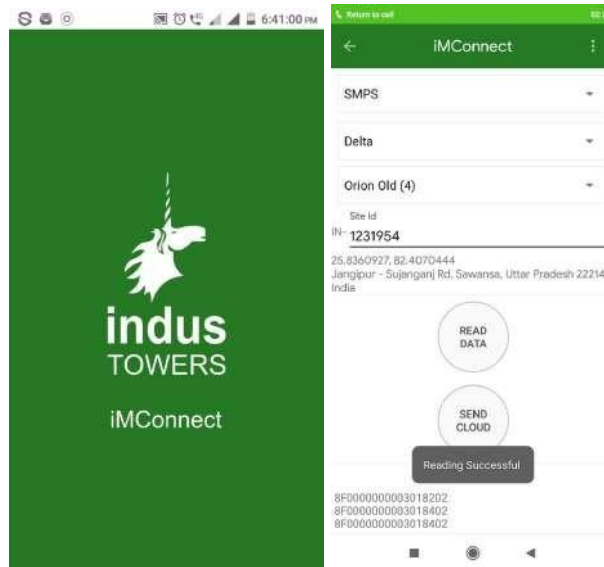 6:41:00 PM
indus
TOWERS
iMConnect
Return to call
iMConnect
SMPS
Delta
Orion Old (4)
Site Id
IN- 1231954
25.8360927, 82.4070444
Jangipur - Sujanganj Rd, Sawansa, Uttar Pradesh 22214
India
READ
DATA
SEND
CLOUD
Reading Successful
8F0000000003018202
8F0000000003018402
8F0000000003018402